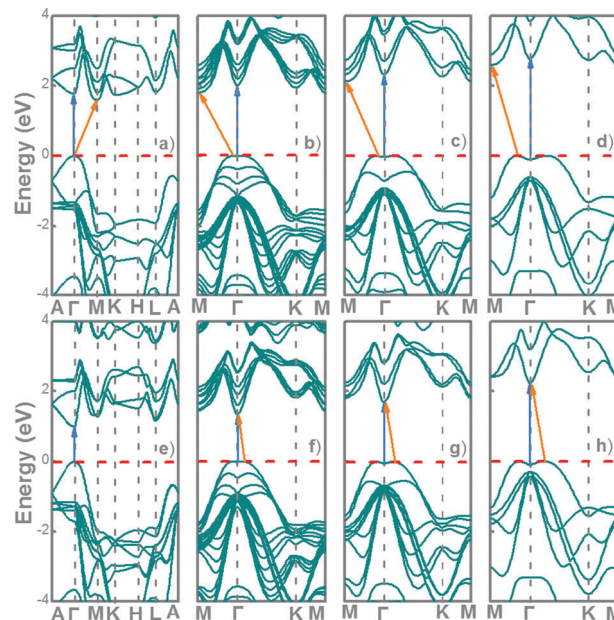 Energy (eV)
4
2
0
-2
-4
a)
b)
c)
d)
A Γ M K H L A
M Γ K M
M Γ K M
M Γ K M
Energy (eV)
4
2
0
-2
-4
e)
f)
g)
h)
A Γ M K H L A
M Γ K M
M Γ K M
M Γ K M